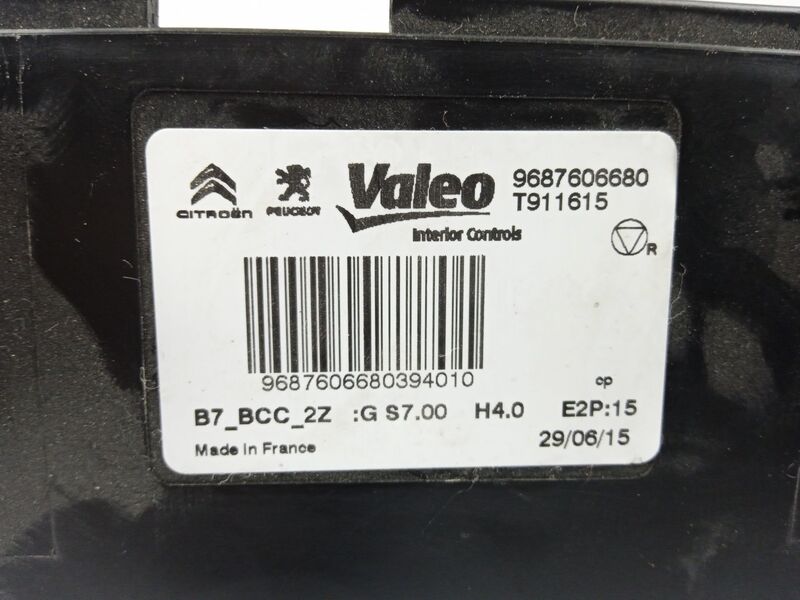 CITROËN PEUGEOT Valeo 9687606680
T911615
Interior Controls
R
9687606680394010
cp
B7_BCC_2Z :G S7.00 H4.0 E2P:15
Made in France 29/06/15